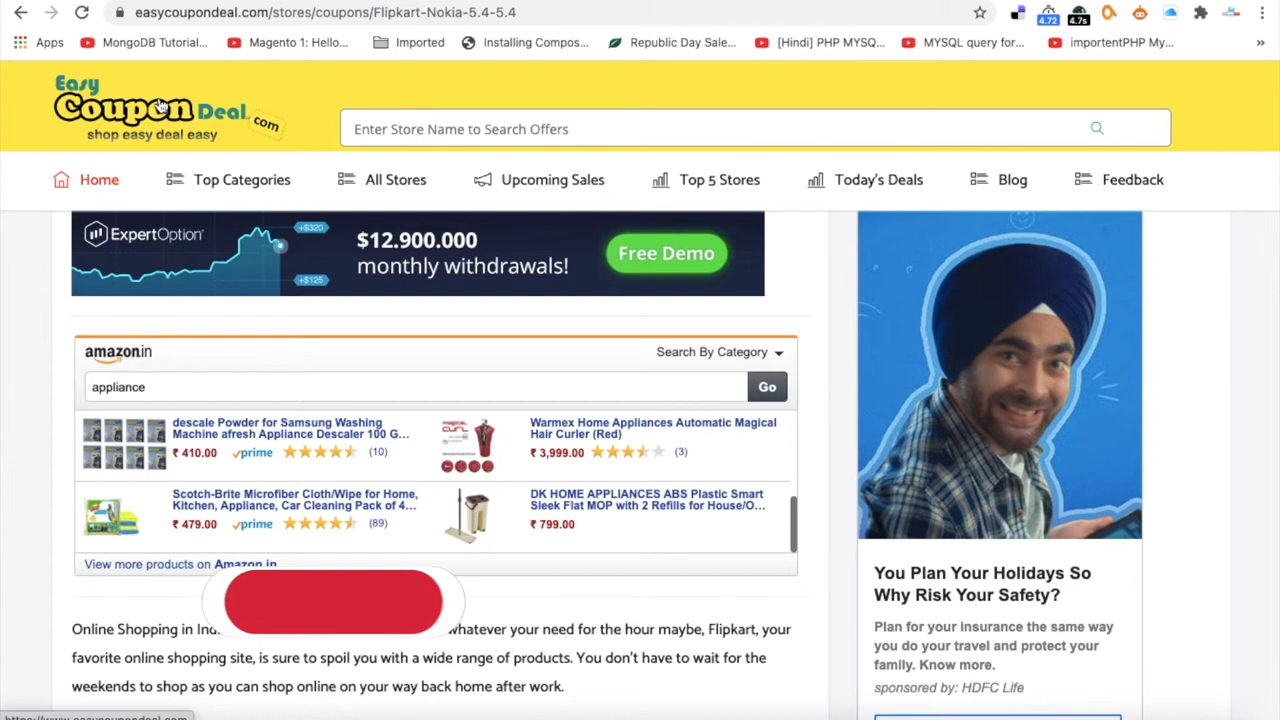 easycoupondeal.com/stores/coupons/Flipkart-Nokia-5.4-5.4
4.72
4.7s
Apps
MongoDB Tutorial...
Magento 1: Hello...
Imported
Installing Compos...
Republic Day Sale...
[Hindi] PHP MYSQ...
MYSQL query for...
importentPHP My...
»
Easy
Coupon Deal.com
shop easy deal easy
Enter Store Name to Search Offers
Home
Top Categories
All Stores
Upcoming Sales
Top 5 Stores
Today's Deals
Blog
Feedback
ExpertOption
+$320
+$125
$12.900.000
monthly withdrawals!
Free Demo
amazon.in
Search By Category
appliance
Go
descale Powder for Samsung Washing
Machine afresh Appliance Descaler 100 G...
₹ 410.00 prime (10)
Warmex Home Appliances Automatic Magical
Hair Curler (Red)
₹ 3,999.00 (3)
Scotch-Brite Microfiber Cloth/Wipe for Home,
Kitchen, Appliance, Car Cleaning Pack of 4...
₹ 479.00 prime (89)
DK HOME APPLIANCES ABS Plastic Smart
Sleek Flat MOP with 2 Refills for House/O...
₹ 799.00
View more products on Amazon.in
Online Shopping in whatever your need for the hour maybe, Flipkart, your
favorite online shopping site, is sure to spoil you with a wide range of products. You don't have to wait for the
weekends to shop as you can shop online on your way back home after work.
You Plan Your Holidays So
Why Risk Your Safety?
Plan for your insurance the same way
you do your travel and protect your
family. Know more.
sponsored by: HDFC Life